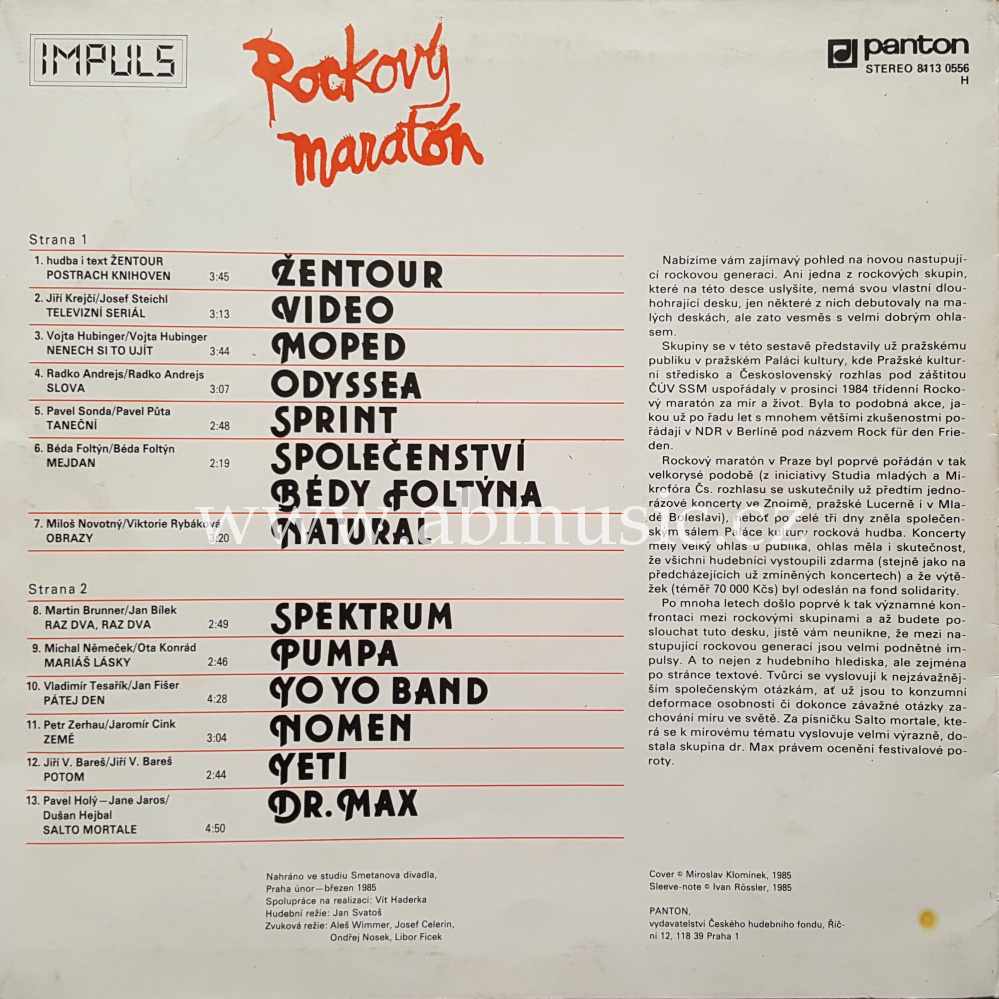 IMPULS
Rockový
maratón
panton
STEREO 8113 0556
H
Strana 1
1. hudba i text ŽENTOUR
POSTRACH KNIHOVEN 3:45 ŽENTOUR
2. Jiří Krejčí/Josef Steichl
TELEVIZNÍ SERIÁL 3:13 VIDEO
3. Vojta Hubinger/Vojta Hubinger
NENECH SI TO UJÍT 3:44 MOPED
4. Radko Andrejs/Radko Andrejs
SLOVA 3:07 ODYSSEA
5. Pavel Sonda/Pavel Půta
TANEČNÍ 2:48 SPRINT
6. Béda Foltýn/Béda Foltýn
MEJDAN 2:19 SPOLEČENSTVÍ
BÉDY FOLTÝNA
7. Miloš Novotný/Viktorie Rybáková
OBRAZY 3:20 NATURAL
www.abmusic.cz
Strana 2
8. Martin Brunner/Jan Bílek
RAZ DVA, RAZ DVA 2:49 SPEKTRUM
9. Michal Němeček/Ota Konrád
MARIÁŠ LÁSKY 2:46 PUMPA
10. Vladimír Tesařík/Jan Fišer
PÁTEJ DEN 4:28 YO YO BAND
11. Petr Zerhau/Jaromír Cink
ZEMĚ 3:04 NOMEN
12. Jiří V. Bareš/Jiří V. Bareš
POTOM 2:44 YETI
13. Pavel Holý—Jane Jaros/
Dušan Hejbal
SALTO MORTALE 4:50 DR. MAX
Nabízíme vám zajímavý pohled na novou nastupují-
cí rockovou generaci. Ani jedna z rockových skupin,
které na této desce uslyšíte, nemá svou vlastní dlou-
hohrající desku, jen některé z nich debutovaly na ma-
lých deskách, ale zato vesměs s velmi dobrým ohla-
sem.
Skupiny se v této sestavě představily už pražskému
publiku v pražském Paláci kultury, kde Pražské kultur-
ní středisko a Československý rozhlas pod záštitou
ČÚV SSM uspořádaly v prosinci 1984 třídenní Rocko-
vý maratón za mír a život. Byla to podobná akce, ja-
kou už po řadu let s mnohem většími zkušenostmi po-
řádají v NDR v Berlíně pod názvem Rock für den Frie-
den.
Rockový maratón v Praze byl poprvé pořádán v tak
velkorysé podobě (z iniciativy Studia mladých a Mi-
krofóra Čs. rozhlasu se uskutečnily už předtím jedno-
rázové koncerty ve Znojmě, pražské Lucerně i v Mla-
dé Boleslavi), neboť po celé tři dny zněla společen-
ským sálem Paláce kultury rocková hudba. Koncerty
měly velký ohlas u publika, ohlas měla i skutečnost,
že všichni hudebníci vystoupili zdarma (stejně jako na
předcházejících už zmíněných koncertech) a že výtě-
žek (téměř 70 000 Kčs) byl odeslán na fond solidarity.
Po mnoha letech došlo poprvé k tak významné kon-
frontaci mezi rockovými skupinami a až budete po-
slouchat tuto desku, jistě vám neunikne, že mezi na-
stupující rockovou generací jsou velmi podnětné im-
pulsy. A to nejen z hudebního hlediska, ale zejména
po stránce textové. Tvůrci se vyslovují k nejzávažněj-
ším společenským otázkám, ať už jsou to konzumní
deformace osobnosti či dokonce závažné otázky za-
chování míru ve světě. Za písničku Salto mortale, kte-
rá se k mírovému tématu vyslovuje velmi výrazně, do-
stala skupina dr. Max právem ocenění festivalové po-
roty.
Nahráno ve studiu Smetanova divadla,
Praha únor—březen 1985
Spolupráce na realizaci: Vít Haderka
Hudební režie: Jan Svatoš
Zvuková režie: Aleš Wimmer, Josef Celerin,
Ondřej Nosek, Libor Ficek
Cover © Miroslav Klomínek, 1985
Sleeve-note © Ivan Rössler, 1985
PANTON,
vydavatelství Českého hudebního fondu, Říč-
ní 12, 118 39 Praha 1